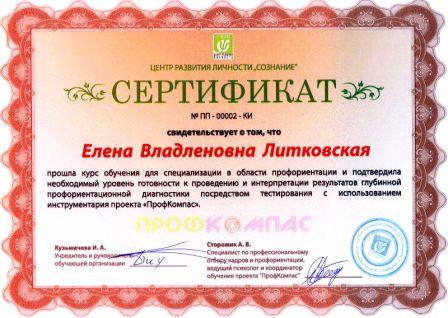 ЦЕНТР РАЗВИТИЯ ЛИЧНОСТИ „СОЗНАНИЕ"
СЕРТИФИКАТ
№ ПП - 00002 - КИ
свидетельствует о том, что
Елена Владленовна Литковская
прошла курс обучения для специализации в области профориентации и подтвердила
необходимый уровень готовности к проведению и интерпретации результатов глубинной
профориентационной диагностики посредством тестирования с использованием
инструментария проекта «ПрофКомпас».
ПРОФКОМПАС
Кузьмичева И. А.
Учредитель и руководитель
обучающей организации
Сторожик А. В.
Специалист по профессиональному
отбору кадров и профориентации,
ведущий психолог и координатор
обучения проекта "ПрофКомпас"